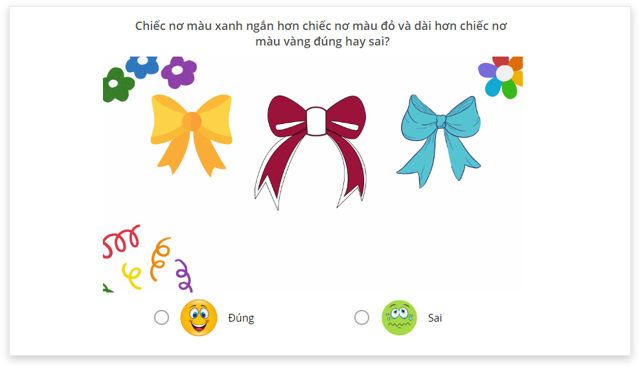 Chiếc nơ màu xanh ngắn hơn chiếc nơ màu đỏ và dài hơn chiếc nơ
màu vàng đúng hay sai?
Đúng
Sai